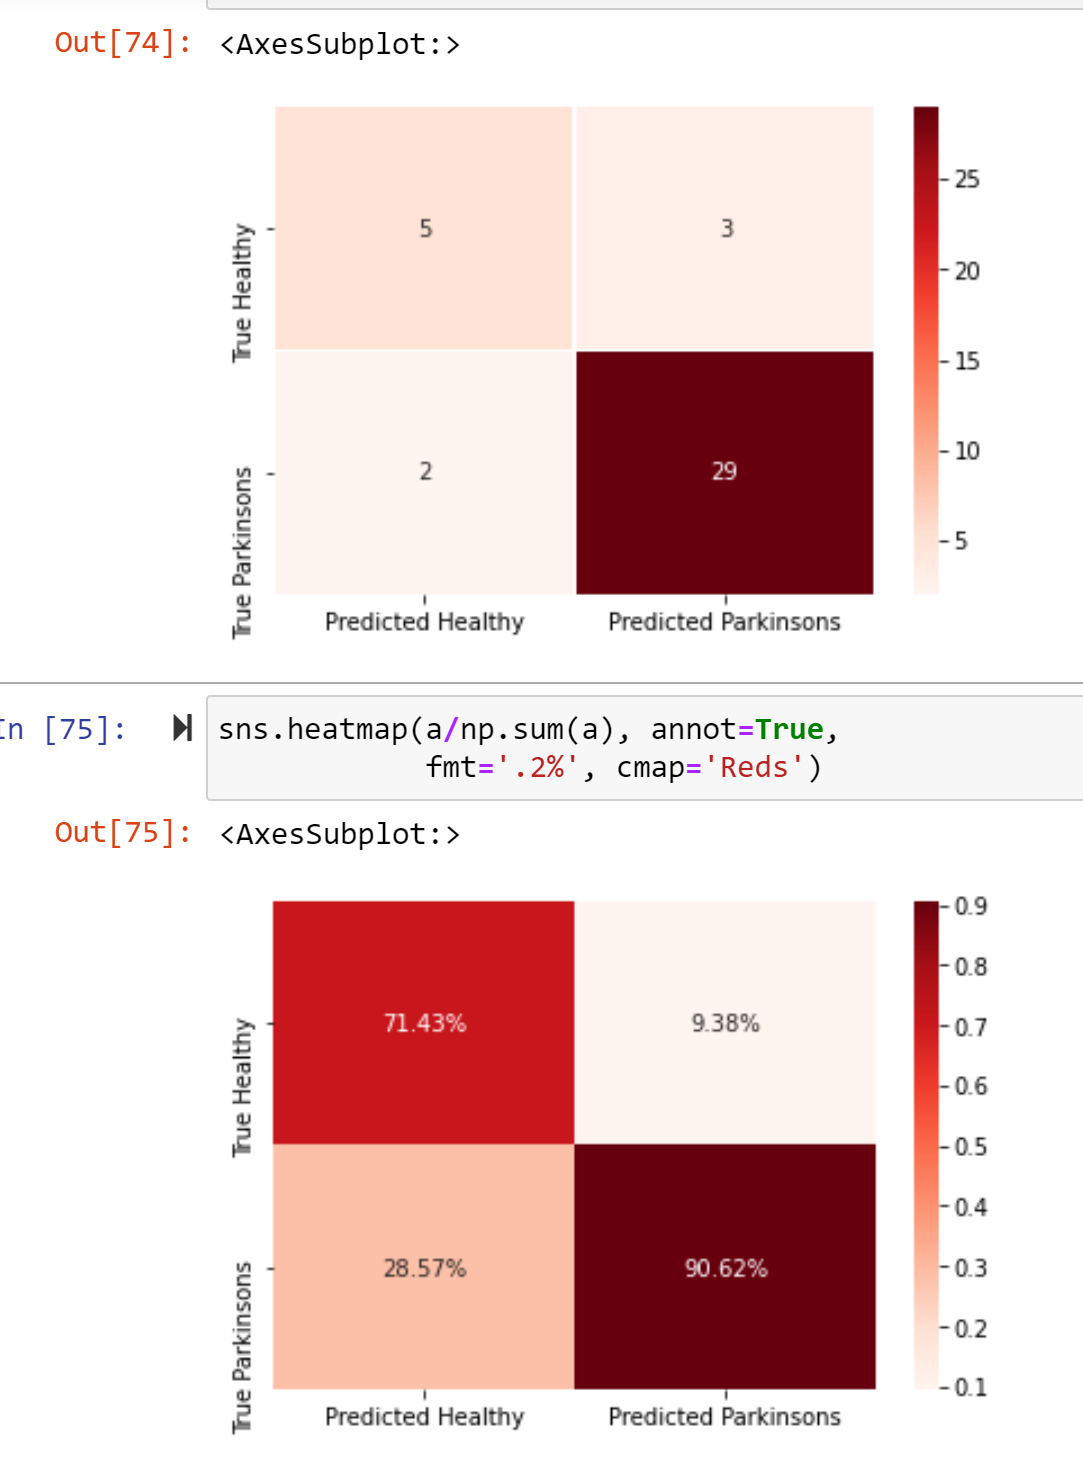 Out[74]: <AxesSubplot:>
25
5 3
True Healthy
20
15
10
2 29
True Parkinsons
5
Predicted Healthy Predicted Parkinsons
In [75]: sns.heatmap(a/np.sum(a), annot=True,
fmt='.2%', cmap='Reds')
Out[75]: <AxesSubplot:>
0.9
0.8
71.43% 9.38%
True Healthy
0.7
0.6
0.5
0.4
28.57% 90.62%
True Parkinsons
0.3
0.2
0.1
Predicted Healthy Predicted Parkinsons